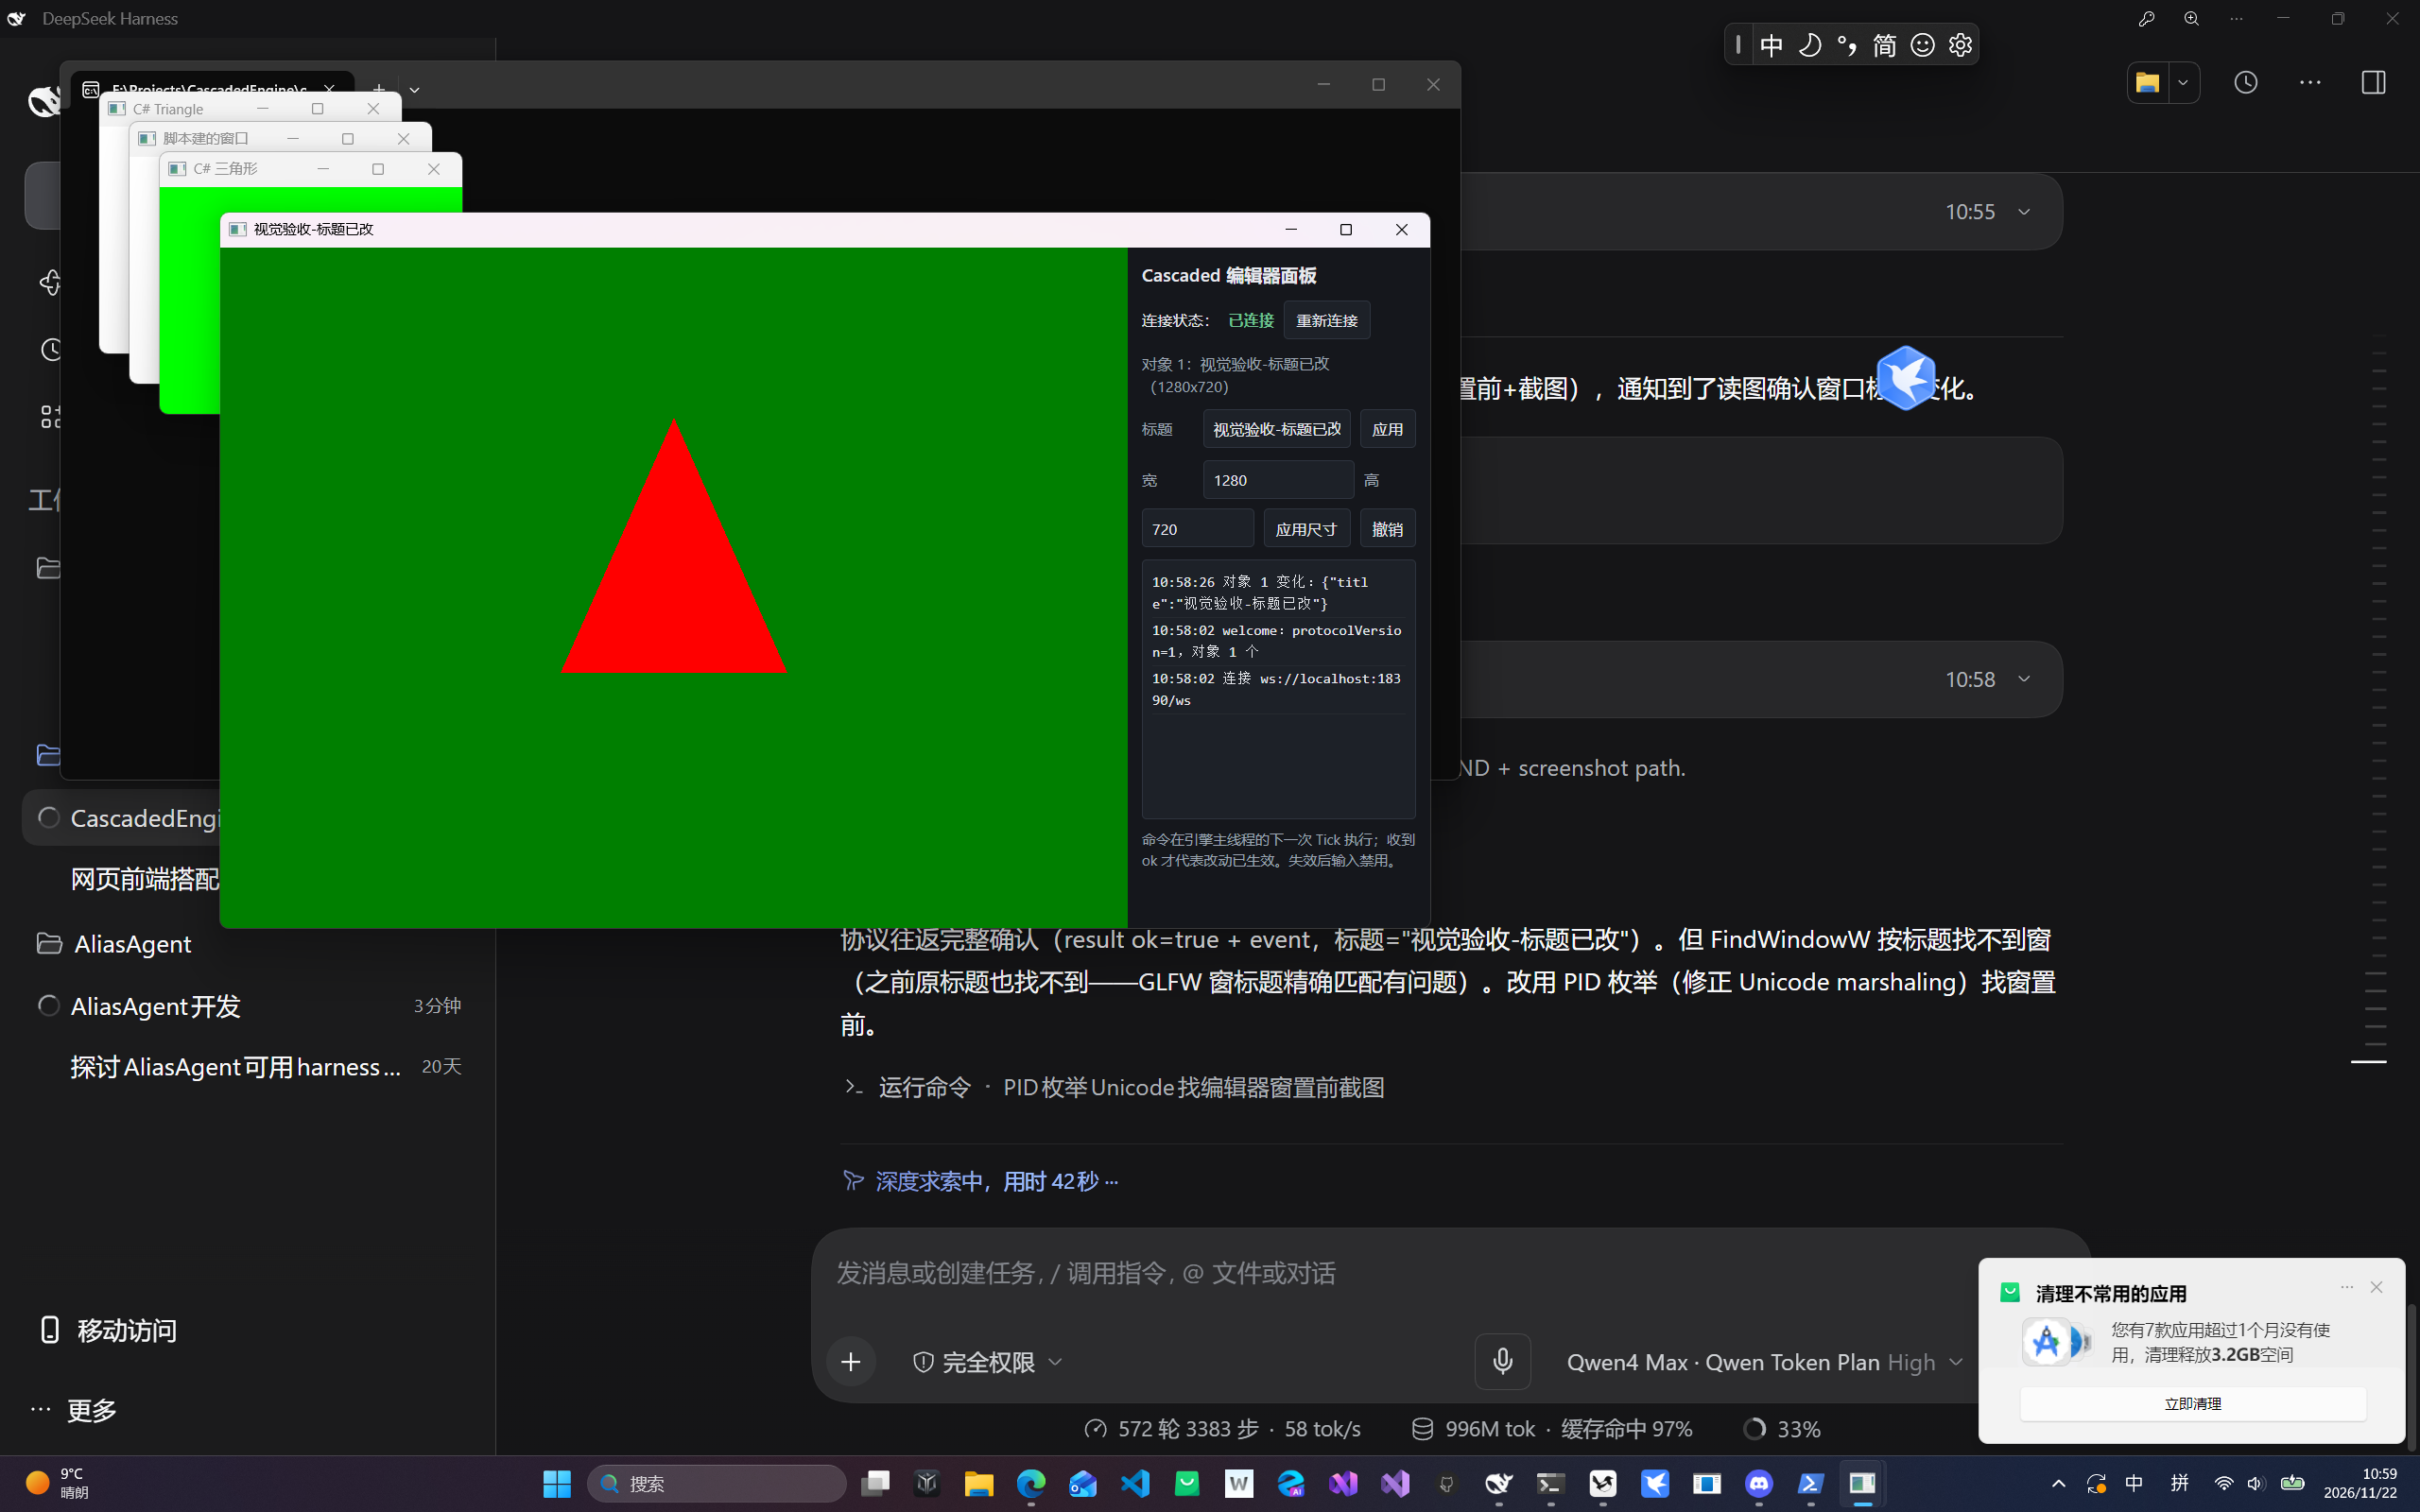 DeepSeek Harness
中
简
E:\Projects\CascadedEngine\
C# Triangle
脚本建的窗口
C# 三角形
视觉验收-标题已改
Cascaded 编辑器面板
连接状态： 已连接 重新连接
对象 1：视觉验收-标题已改
（1280x720）
标题 视觉验收-标题已改 应用
宽 1280 高
720 应用尺寸 撤销
10:58:26 对象 1 变化：{"titl
e":"视觉验收-标题已改"}
10:58:02 welcome：protocolVersio
n=1，对象 1 个
10:58:02 连接 ws://localhost:183
90/ws
命令在引擎主线程的下一次 Tick 执行；收到
ok 才代表改动已生效。失效后输入禁用。
10:55
置前+截图），通知到了读图确认窗口标
化。
10:58
ND + screenshot path.
CascadedEngi
网页前端搭配
AliasAgent
AliasAgent开发 3分钟
探讨AliasAgent可用harness... 20天
移动访问
更多
协议往返完整确认（result ok=true + event，标题="视觉验收-标题已改"）。但 FindWindowW 按标题找不到窗
（之前原标题也找不到——GLFW 窗标题精确匹配有问题）。改用 PID 枚举（修正 Unicode marshaling）找窗置
前。
运行命令 · PID枚举Unicode找编辑器窗置前截图
深度求索中，用时 42秒 ···
发消息或创建任务, / 调用指令, @ 文件或对话
完全权限
Qwen4 Max · Qwen Token Plan High
572 轮 3383 步 · 58 tok/s 996M tok · 缓存命中 97% 33%
清理不常用的应用
您有7款应用超过1个月没有使
用，清理释放3.2GB空间
立即清理
9°C
晴朗
搜索
中
拼
10:59
2026/11/22